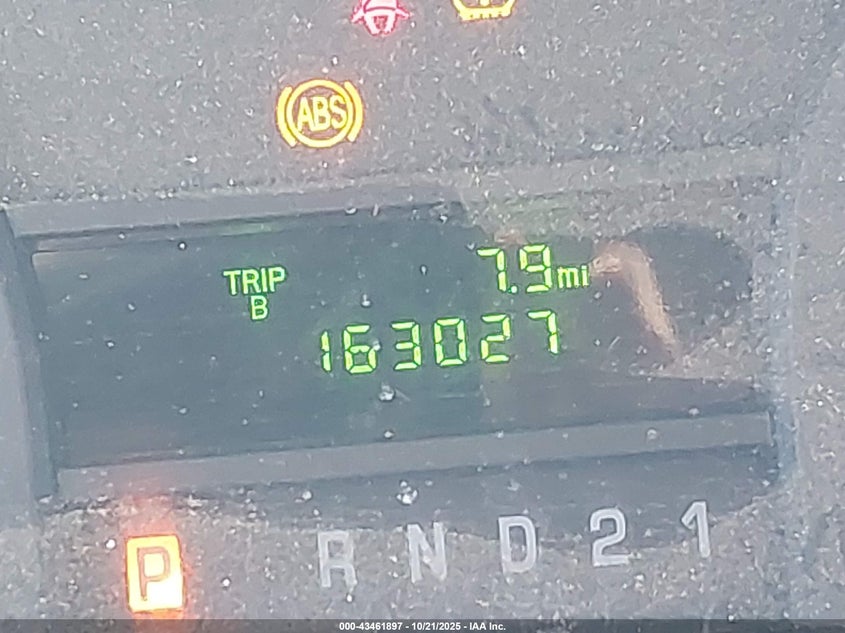 ABS
TRIP 7.9 mi
B
163027
P R N D 2 1
000-43461897 - 10/21/2025 - IAA Inc.